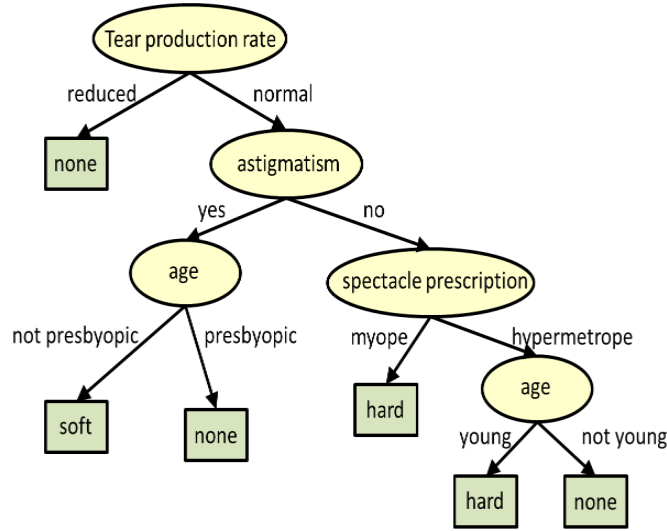 Tear production rate
reduced
normal
none
astigmatism
yes
no
age
spectacle prescription
not presbyopic
presbyopic
myope
hypermetrope
age
soft
none
hard
young
not young
hard
none